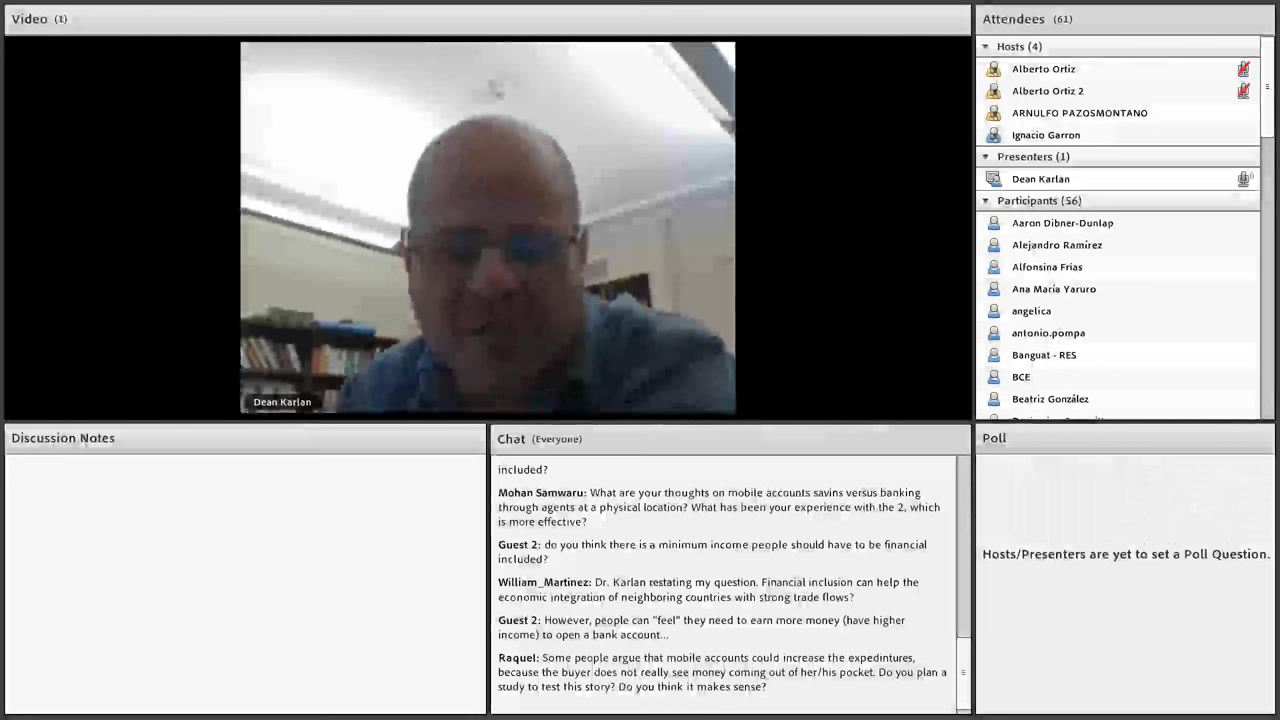 Video (1)
Dean Karlan
Attendees (61)
Hosts (4)
Alberto Ortiz
Alberto Ortiz 2
ARNULFO PAZOSMONTANO
Ignacio Garron
Presenters (1)
Dean Karlan
Participants (56)
Aaron Dibner-Dunlap
Alejandro Ramírez
Alfonsina Frías
Ana María Yaruro
angelica
antonio.pompa
Banguat - RES
BCE
Beatriz González
Discussion Notes
Chat (Everyone)
included?
Mohan Samwaru: What are your thoughts on mobile accounts savins versus banking
through agents at a physical location? What has been your experience with the 2, which
is more effective?
Guest 2: do you think there is a minimum income people should have to be financial
included?
William_Martínez: Dr. Karlan restating my question. Financial inclusion can help the
economic integration of neighboring countries with strong trade flows?
Guest 2: However, people can "feel" they need to earn more money (have higher
income) to open a bank account...
Raquel: Some people argue that mobile accounts could increase the expedintures,
because the buyer does not really see money coming out of her/his pocket. Do you plan a
study to test this story? Do you think it makes sense?
Poll
Hosts/Presenters are yet to set a Poll Question.